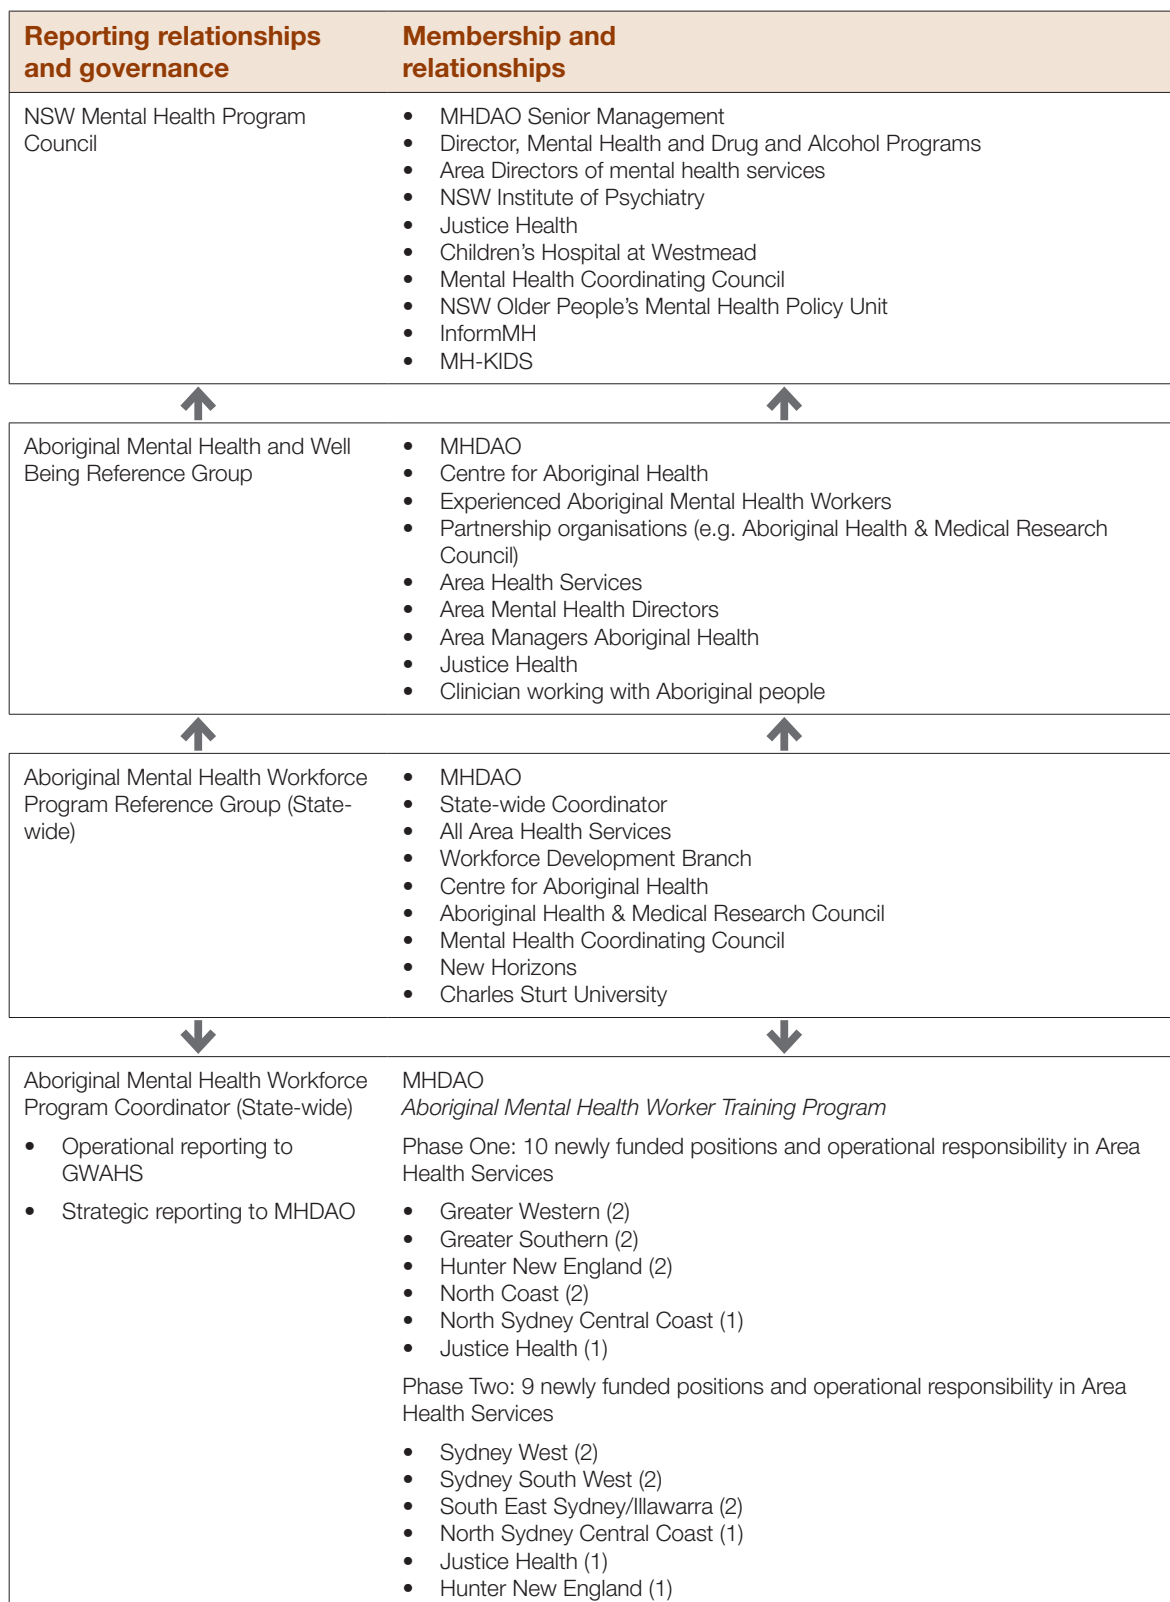 Reporting relationships
and governance
Membership and
relationships
NSW Mental Health Program
Council
• MHDAO Senior Management
• Director, Mental Health and Drug and Alcohol Programs
• Area Directors of mental health services
• NSW Institute of Psychiatry
• Justice Health
• Children’s Hospital at Westmead
• Mental Health Coordinating Council
• NSW Older People’s Mental Health Policy Unit
• InformMH
• MH-KIDS
Aboriginal Mental Health and Well
Being Reference Group
• MHDAO
• Centre for Aboriginal Health
• Experienced Aboriginal Mental Health Workers
• Partnership organisations (e.g. Aboriginal Health & Medical Research
Council)
• Area Health Services
• Area Mental Health Directors
• Area Managers Aboriginal Health
• Justice Health
• Clinician working with Aboriginal people
Aboriginal Mental Health Workforce
Program Reference Group (State-
wide)
• MHDAO
• State-wide Coordinator
• All Area Health Services
• Workforce Development Branch
• Centre for Aboriginal Health
• Aboriginal Health & Medical Research Council
• Mental Health Coordinating Council
• New Horizons
• Charles Sturt University
Aboriginal Mental Health Workforce
Program Coordinator (State-wide)
• Operational reporting to
GWAHS
• Strategic reporting to MHDAO
MHDAO
Aboriginal Mental Health Worker Training Program
Phase One: 10 newly funded positions and operational responsibility in Area
Health Services
• Greater Western (2)
• Greater Southern (2)
• Hunter New England (2)
• North Coast (2)
• North Sydney Central Coast (1)
• Justice Health (1)
Phase Two: 9 newly funded positions and operational responsibility in Area
Health Services
• Sydney West (2)
• Sydney South West (2)
• South East Sydney/Illawarra (2)
• North Sydney Central Coast (1)
• Justice Health (1)
• Hunter New England (1)